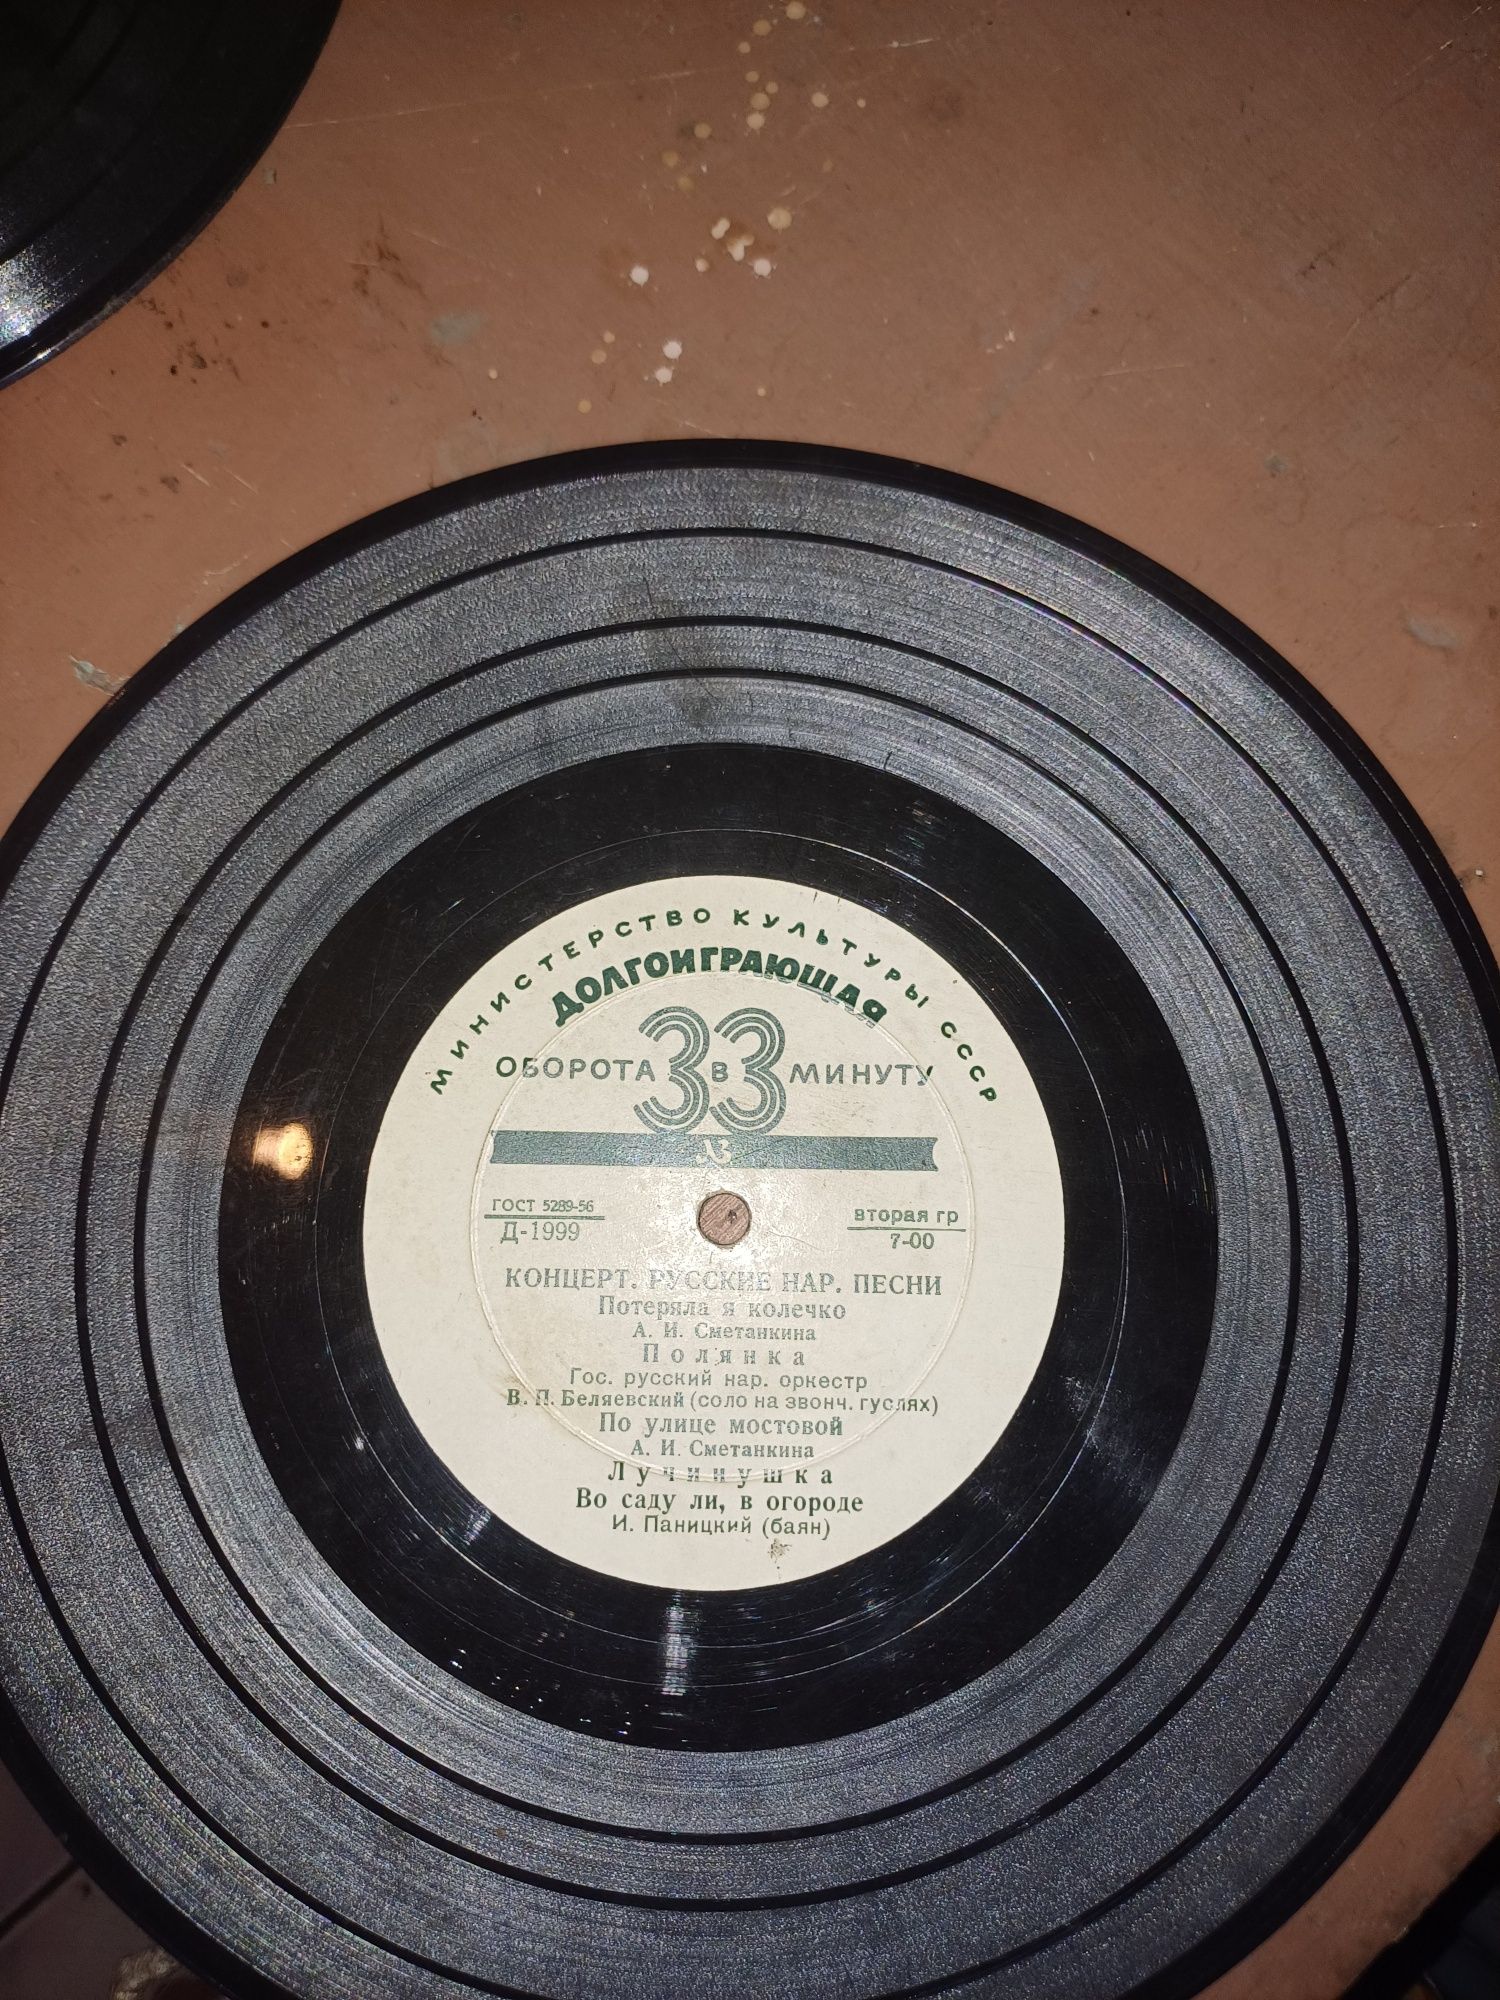 МИНИСТЕРСТВО КУЛЬТУРЫ СССР
ДОЛГОИГРАЮЩАЯ
ОБОРОТА 33 В МИНУТУ
ГОСТ 5289-56
Д-1999
вторая гр
7-00
КОНЦЕРТ. РУССКИЕ НАР. ПЕСНИ
Потеряла я колечко
А. И. Сметанкина
Полянка
Гос. русский нар. оркестр
В. П. Беляевский (соло на звонч. гуслях)
По улице мостовой
А. И. Сметанкина
Лучинушка
Во саду ли, в огороде
И. Паницкий (баян)